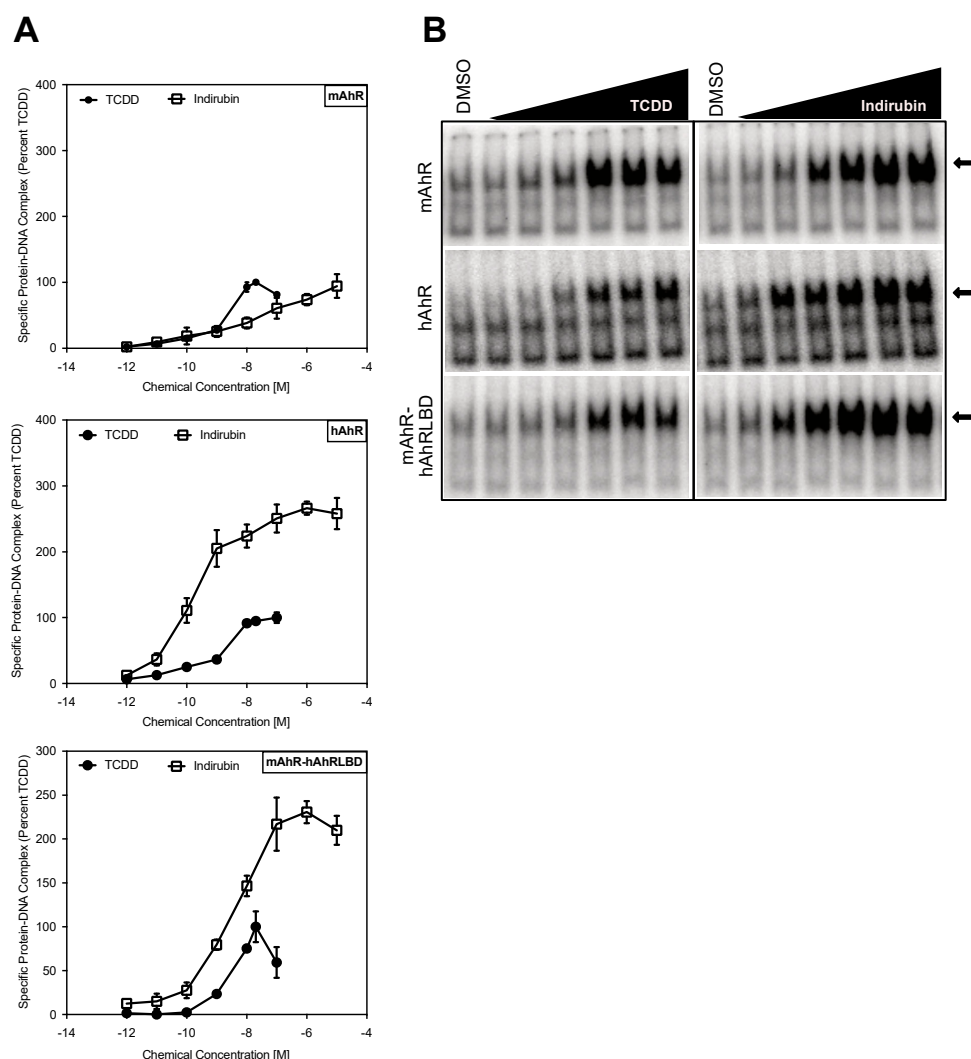 A
Specific Protein-DNA Complex (Percent TCDD)
400
300
200
100
0
TCDD
Indirubin
mAhR
-14
-12
-10
-8
-6
-4
Chemical Concentration [M]
Specific Protein-DNA Complex (Percent TCDD)
400
300
200
100
0
TCDD
Indirubin
hAhR
-14
-12
-10
-8
-6
-4
Chemical Concentration [M]
Specific Protein-DNA Complex (Percent TCDD)
300
250
200
150
100
50
0
TCDD
Indirubin
mAhR-hAhRLBD
-14
-12
-10
-8
-6
-4
Chemical Concentration [M]
B
DMSO
TCDD
DMSO
Indirubin
mAhR
hAhR
mAhR-
hAhRLBD